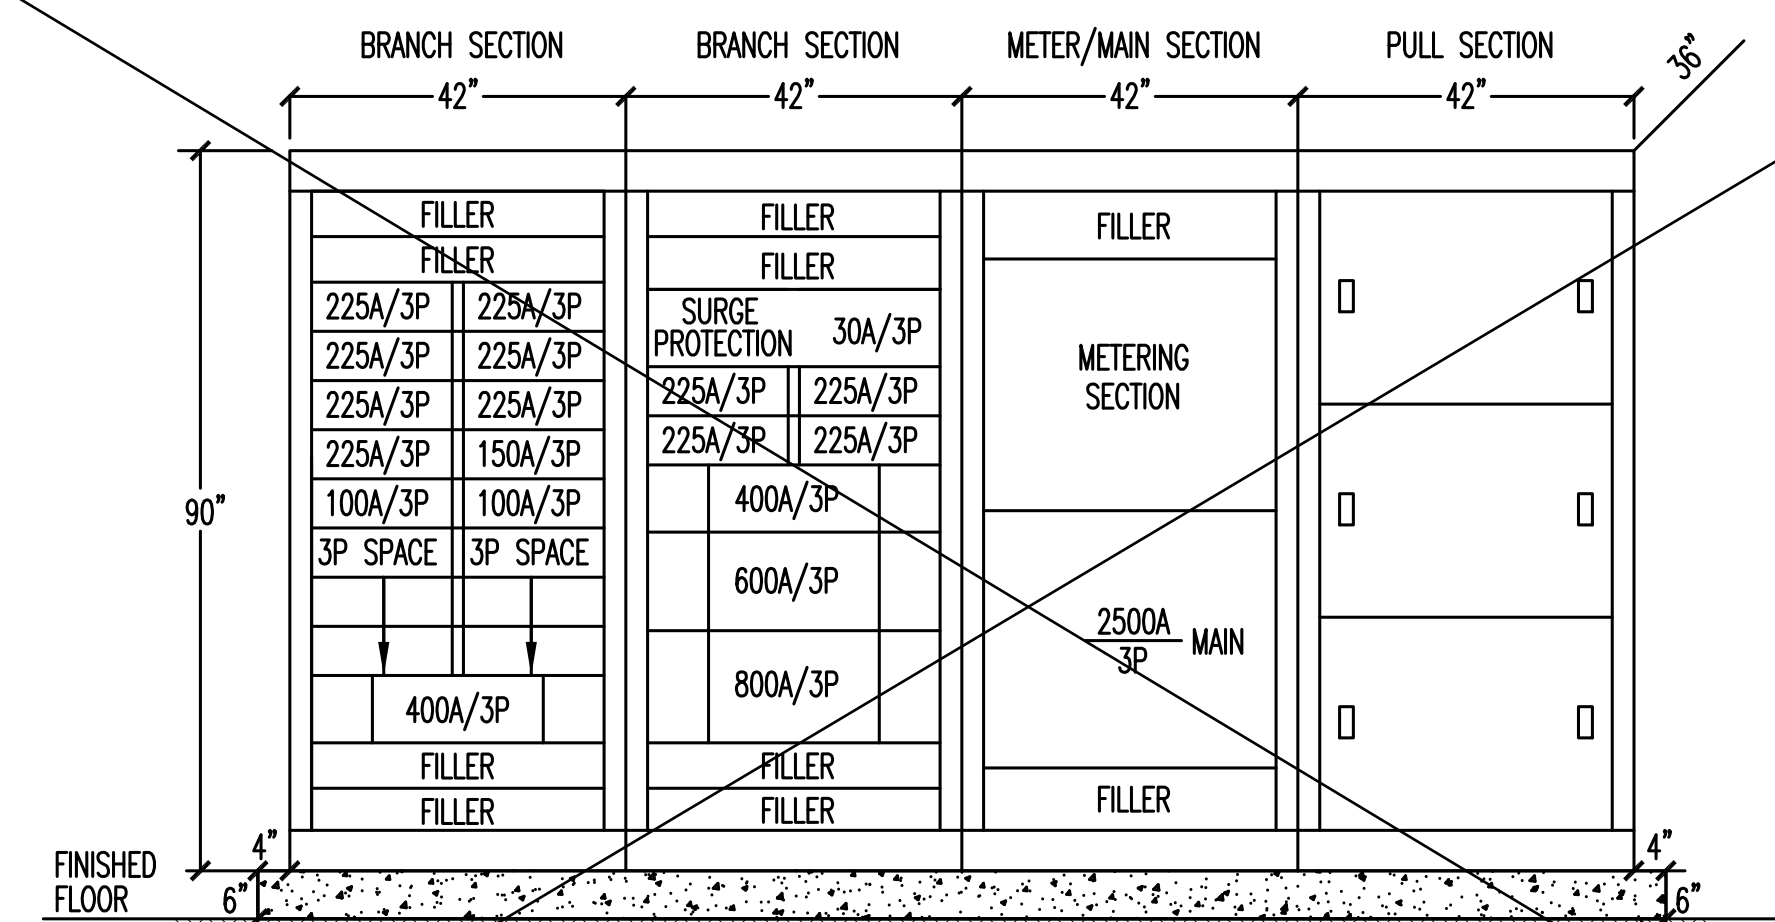 BRANCH SECTION
BRANCH SECTION
METER/MAIN SECTION
PULL SECTION
42"
42"
42"
42"
36"
90"
FILLER
FILLER
225A/3P 225A/3P
225A/3P 225A/3P
225A/3P 225A/3P
225A/3P 150A/3P
100A/3P 100A/3P
3P SPACE 3P SPACE
400A/3P
FILLER
FILLER
FILLER
FILLER
SURGE
PROTECTION 30A/3P
225A/3P 225A/3P
225A/3P 225A/3P
400A/3P
600A/3P
800A/3P
FILLER
FILLER
FILLER
METERING
SECTION
2500A
3P
MAIN
FILLER
4"
4"
FINISHED
FLOOR
6"
6"